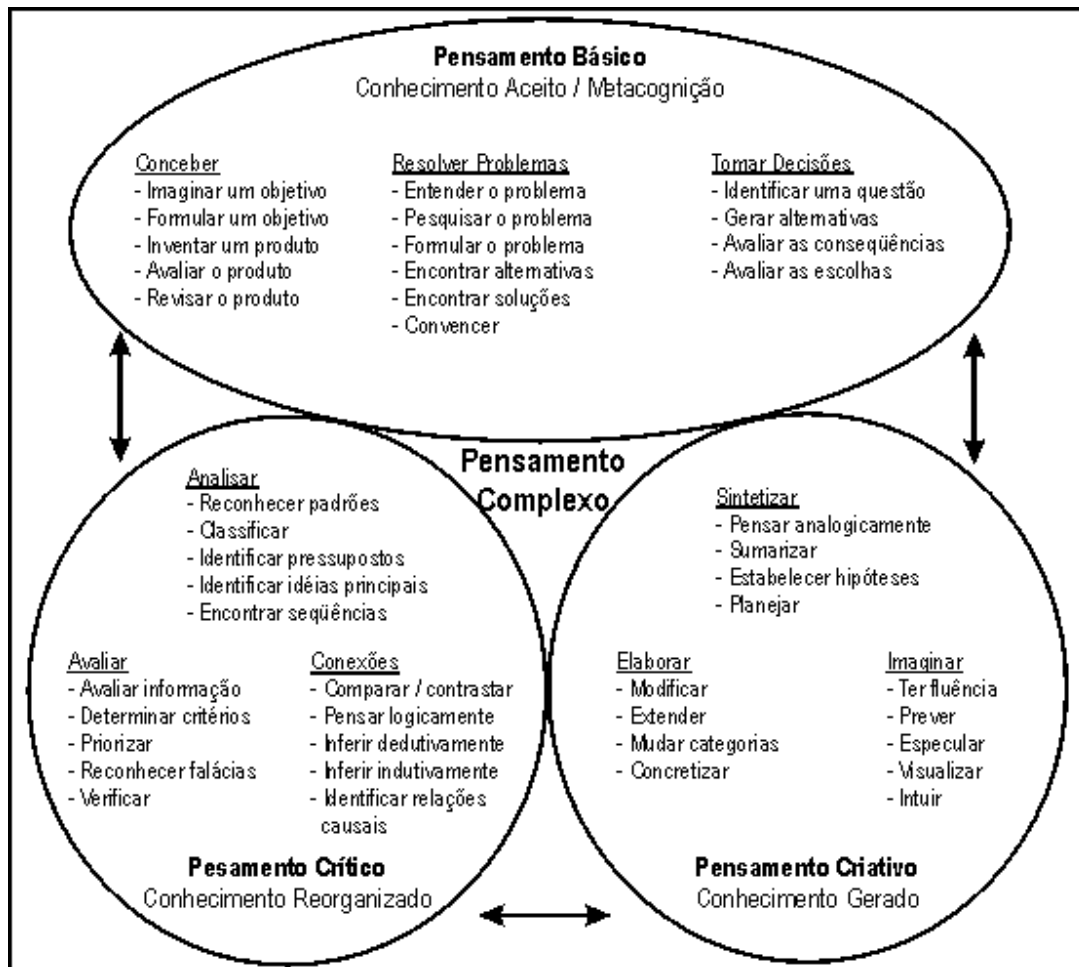 Pensamento Básico
Conhecimento Aceito / Metacognição
Conceber
- Imaginar um objetivo
- Formular um objetivo
- Inventar um produto
- Avaliar o produto
- Revisar o produto
Resolver Problemas
- Entender o problema
- Pesquisar o problema
- Formular o problema
- Encontrar alternativas
- Encontrar soluções
- Convencer
Tomar Decisões
- Identificar uma questão
- Gerar alternativas
- Avaliar as conseqüências
- Avaliar as escolhas
Pensamento
Complexo
Analisar
- Reconhecer padrões
- Classificar
- Identificar pressupostos
- Identificar idéias principais
- Encontrar seqüências
Avaliar
- Avaliar informação
- Determinar critérios
- Priorizar
- Reconhecer falácias
- Verificar
Conexões
- Comparar / contrastar
- Pensar logicamente
- Inferir dedutivamente
- Inferir indutivamente
- Identificar relações
causais
Pesamento Crítico
Conhecimento Reorganizado
Sintetizar
- Pensar analogicamente
- Sumarizar
- Estabelecer hipóteses
- Planejar
Elaborar
- Modificar
- Extender
- Mudar categorias
- Concretizar
Imaginar
- Ter fluência
- Prever
- Especular
- Visualizar
- Intuir
Pensamento Criativo
Conhecimento Gerado